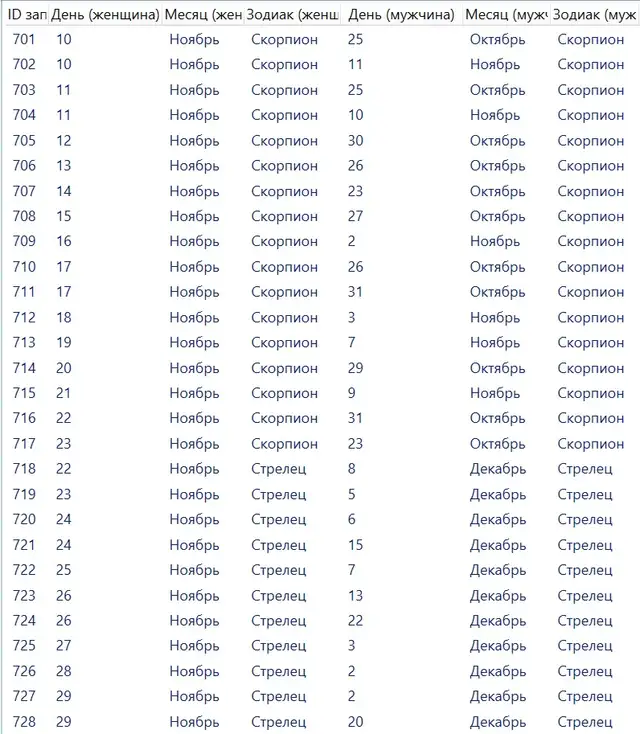 ID зап День (женщина) Месяц (жен Зодиак (женщ День (мужчина) Месяц (мужч Зодиак (муж
701 10 Ноябрь Скорпион 25 Октябрь Скорпион
702 10 Ноябрь Скорпион 11 Ноябрь Скорпион
703 11 Ноябрь Скорпион 25 Октябрь Скорпион
704 11 Ноябрь Скорпион 10 Ноябрь Скорпион
705 12 Ноябрь Скорпион 30 Октябрь Скорпион
706 13 Ноябрь Скорпион 26 Октябрь Скорпион
707 14 Ноябрь Скорпион 23 Октябрь Скорпион
708 15 Ноябрь Скорпион 27 Октябрь Скорпион
709 16 Ноябрь Скорпион 2 Ноябрь Скорпион
710 17 Ноябрь Скорпион 26 Октябрь Скорпион
711 17 Ноябрь Скорпион 31 Октябрь Скорпион
712 18 Ноябрь Скорпион 3 Ноябрь Скорпион
713 19 Ноябрь Скорпион 7 Ноябрь Скорпион
714 20 Ноябрь Скорпион 29 Октябрь Скорпион
715 21 Ноябрь Скорпион 9 Ноябрь Скорпион
716 22 Ноябрь Скорпион 31 Октябрь Скорпион
717 23 Ноябрь Скорпион 23 Октябрь Скорпион
718 22 Ноябрь Стрелец 8 Декабрь Стрелец
719 23 Ноябрь Стрелец 5 Декабрь Стрелец
720 24 Ноябрь Стрелец 6 Декабрь Стрелец
721 24 Ноябрь Стрелец 15 Декабрь Стрелец
722 25 Ноябрь Стрелец 7 Декабрь Стрелец
723 26 Ноябрь Стрелец 13 Декабрь Стрелец
724 26 Ноябрь Стрелец 22 Декабрь Стрелец
725 27 Ноябрь Стрелец 3 Декабрь Стрелец
726 28 Ноябрь Стрелец 2 Декабрь Стрелец
727 29 Ноябрь Стрелец 2 Декабрь Стрелец
728 29 Ноябрь Стрелец 20 Декабрь Стрелец